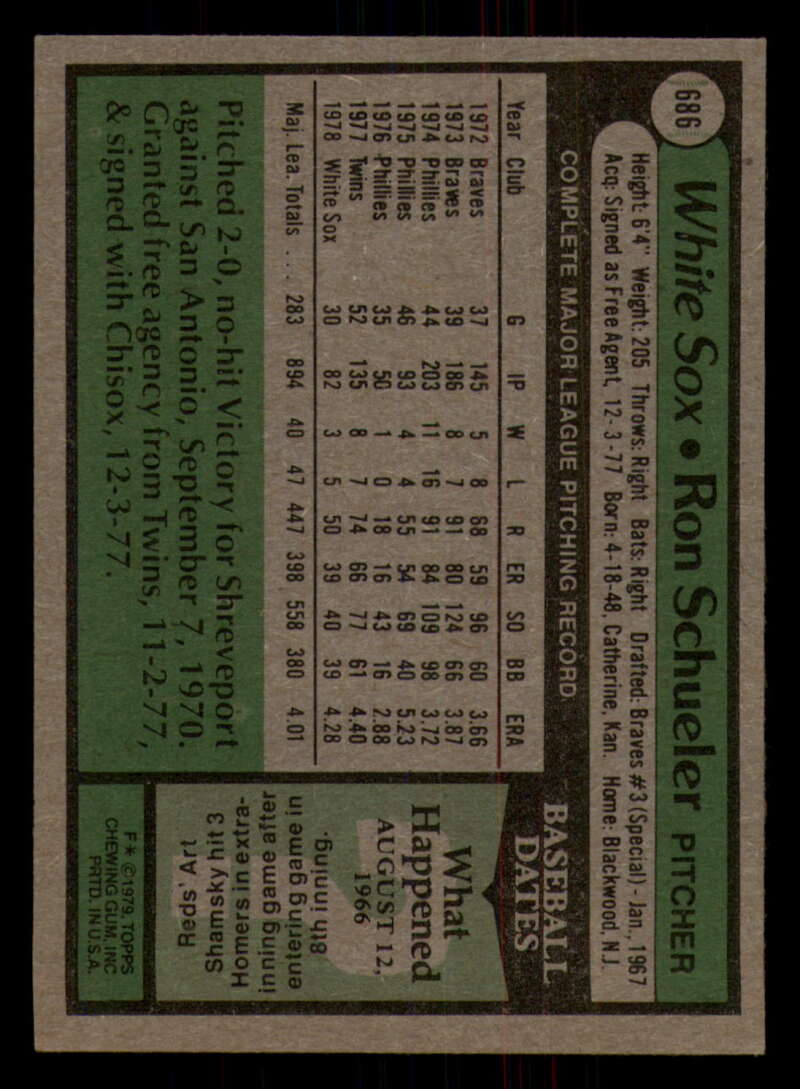 686
White Sox • Ron Schueler PITCHER
Height: 6'4" Weight: 205 Throws: Right Bats: Right Drafted: Braves #3 (Special) - Jan., 1967
Acq: Signed as Free Agent, 12-3-77 Born: 4-18-48, Catherine, Kan. Home: Blackwood, N.J.
COMPLETE MAJOR LEAGUE PITCHING RECORD
Year Club G IP W L R ER SO BB ERA
1972 Braves 37 145 5 8 68 59 96 60 3.66
1973 Braves 39 186 8 7 91 80 124 66 3.87
1974 Phillies 44 203 11 16 91 84 109 98 3.72
1975 Phillies 46 93 4 4 55 54 69 40 5.23
1976 Phillies 35 50 1 0 18 16 43 16 2.88
1977 Twins 52 135 8 7 74 66 77 61 4.40
1978 White Sox 30 82 3 5 50 39 40 39 4.28
Maj. Lea. Totals . . . 283 894 40 47 447 398 558 380 4.01
Pitched 2-0, no-hit Victory for Shreveport
against San Antonio, September 7, 1970.
Granted free agency from Twins, 11-2-77,
& signed with Chisox, 12-3-77.
BASEBALL
DATES
What
Happened
AUGUST 12,
1966
Reds' Art
Shamsky hit 3
Homers in extra-
inning game after
entering game in
8th inning.
F* © 1979, TOPPS
CHEWING GUM, INC
PRTD. IN U.S.A.